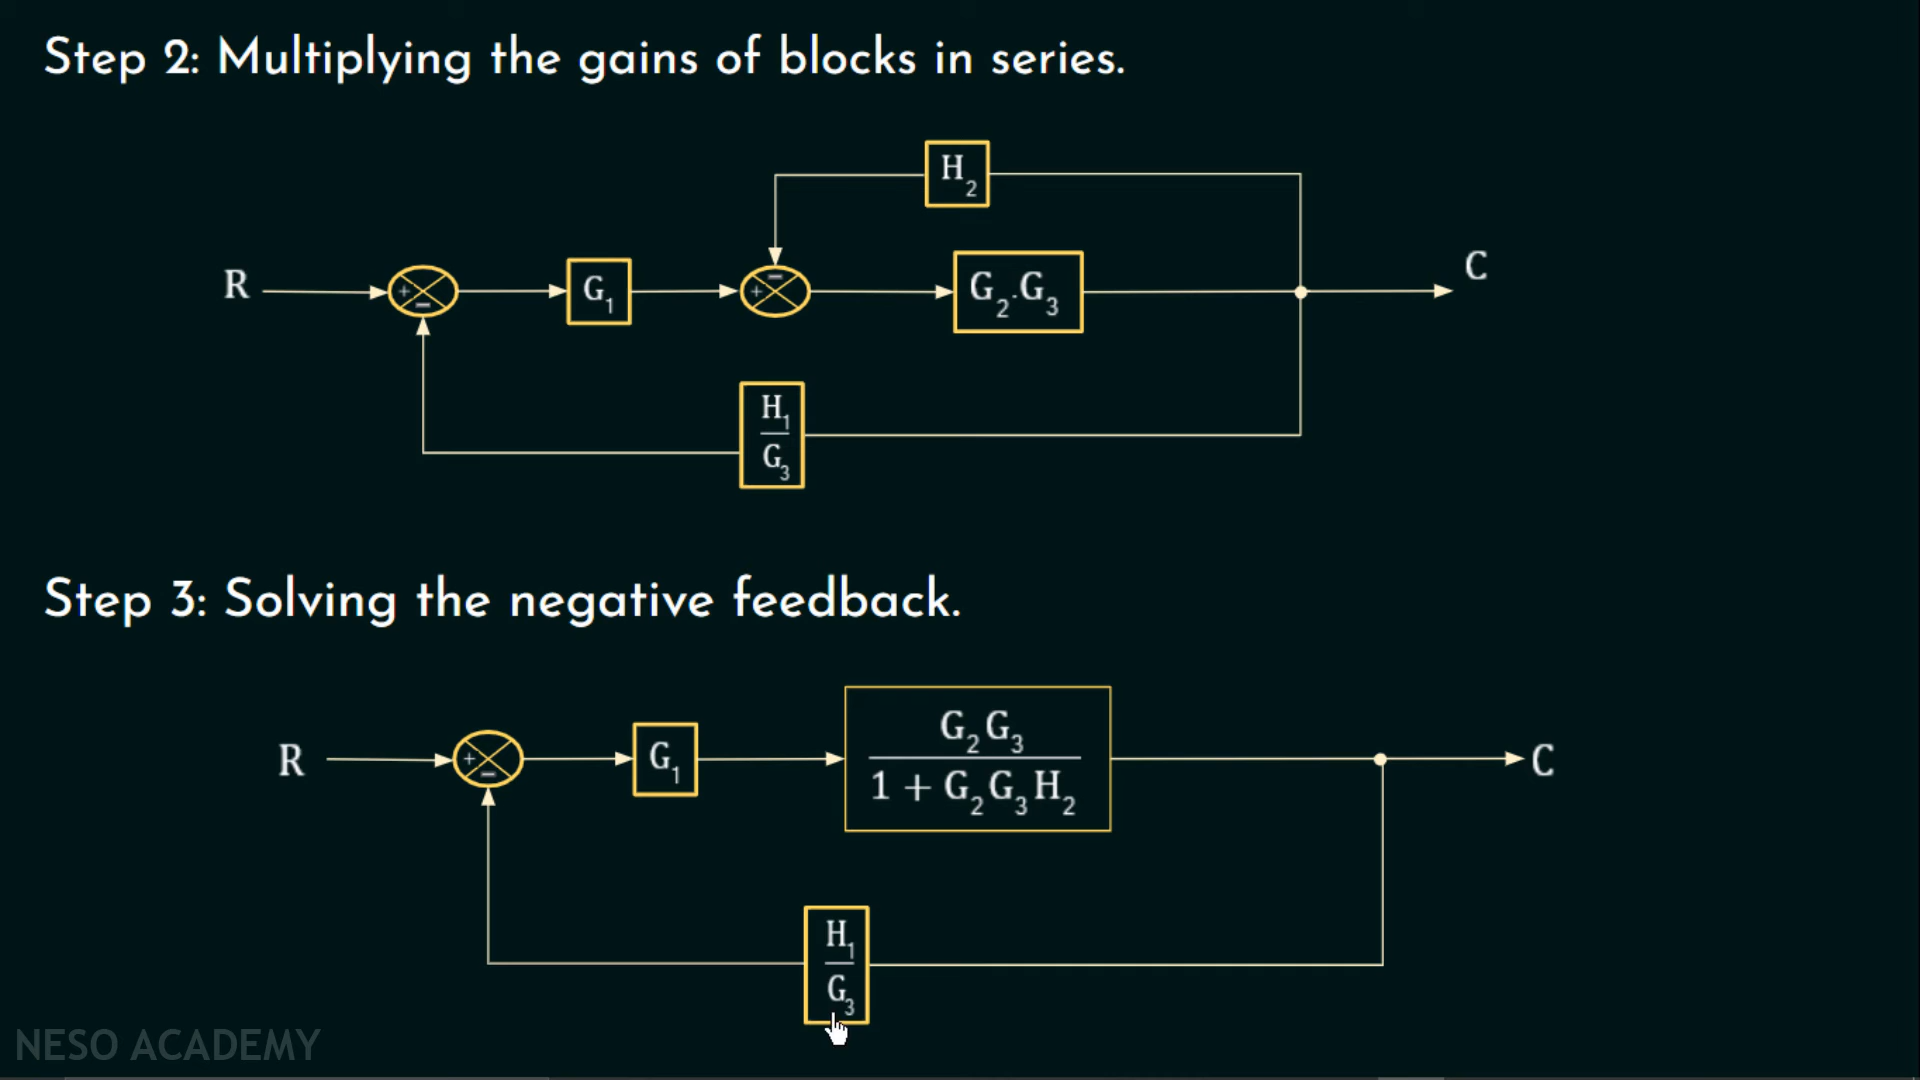 Step 2: Multiplying the gains of blocks in series.
H₂
R + − G₁ + − G₂.G₃ C
H₁
G₃
Step 3: Solving the negative feedback.
G₂G₃
R + − G₁ C
1 + G₂G₃H₂
H₁
G₃
NESO ACADEMY